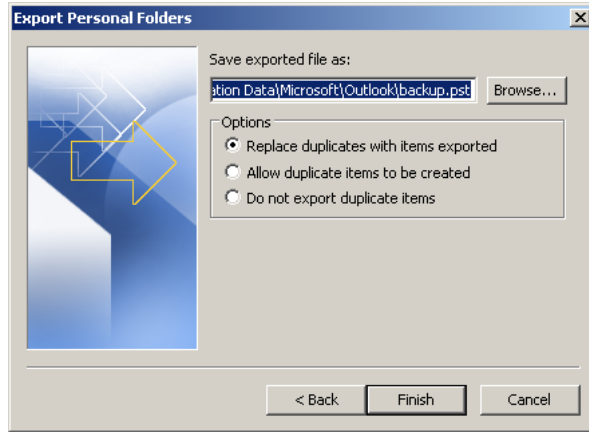 Export Personal Folders
Save exported file as:
ation Data\Microsoft\Outlook\backup.pst
Browse...
Options
Replace duplicates with items exported
Allow duplicate items to be created
Do not export duplicate items
< Back
Finish
Cancel